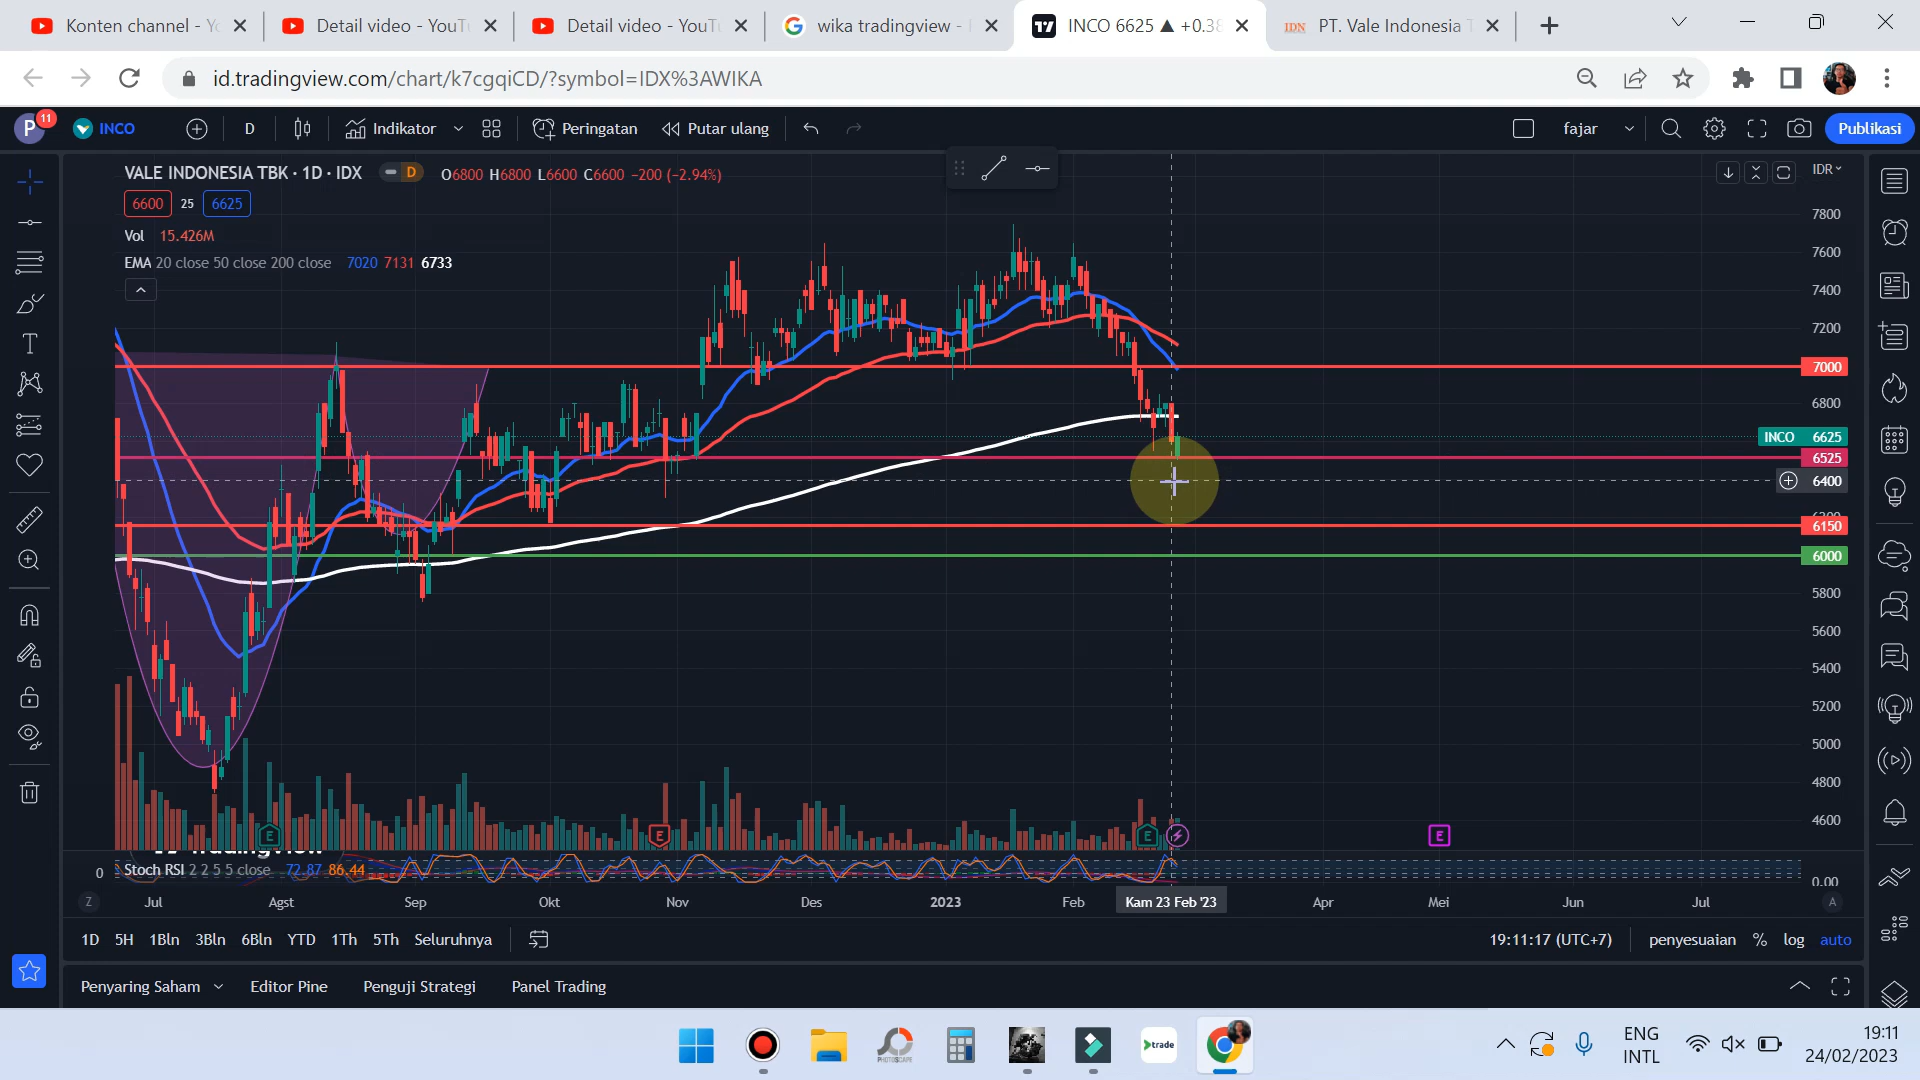 Konten channel - Yo
Detail video - YouTu
Detail video - YouTu
wika tradingview -
INCO 6625 ▲ +0.38
IDN PT. Vale Indonesia T
id.tradingview.com/chart/k7cgqiCD/?symbol=IDX%3AWIKA
P 11 INCO D Indikator Peringatan Putar ulang fajar Publikasi
VALE INDONESIA TBK · 1D · IDX D O6800 H6800 L6600 C6600 −200 (−2.94%)
IDR
6600 25 6625
Vol 15.426M
EMA 20 close 50 close 200 close 7020 7131 6733
7800
7600
7400
7200
7000
6800
INCO 6625
6525
6400
6150
6000
5800
5600
5400
5200
5000
4800
4600
E E E E
TradingView
0 Stoch RSI 2 2 5 5 close 72.87 86.44 0.00
Z Jul Agst Sep Okt Nov Des 2023 Feb Kam 23 Feb '23 Apr Mei Jun Jul A
1D 5H 1Bln 3Bln 6Bln YTD 1Th 5Th Seluruhnya 19:11:17 (UTC+7) penyesuaian % log auto
Penyaring Saham Editor Pine Penguji Strategi Panel Trading
PHOTOSCAPE
trade
ENG
INTL
19:11
24/02/2023